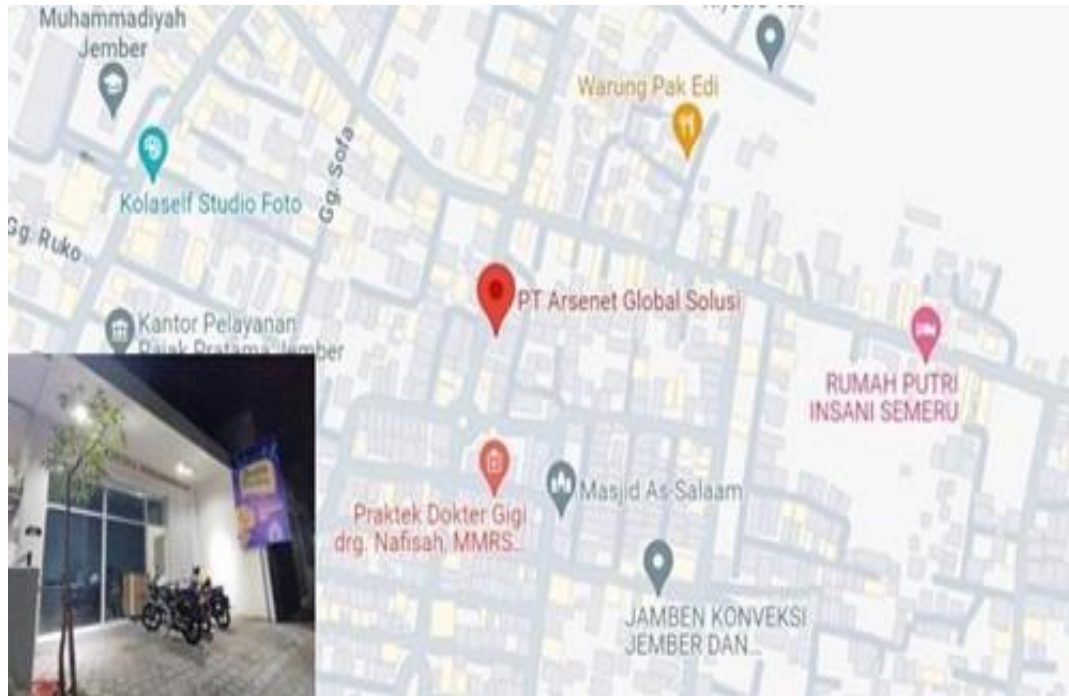 Muhammadiyah
Jember
Warung Pak Edi
Kolaself Studio Foto
Gg. Sofa
Gg. Ruko
PT Arsenet Global Solusi
Kantor Pelayanan
Pajak Pratama Jember
RUMAH PUTRI
INSANI SEMERU
Praktek Dokter Gigi
drg. Nafisah, MMRS...
Masjid As-Salaam
JAMBEN KONVEKSI
JEMBER DAN...